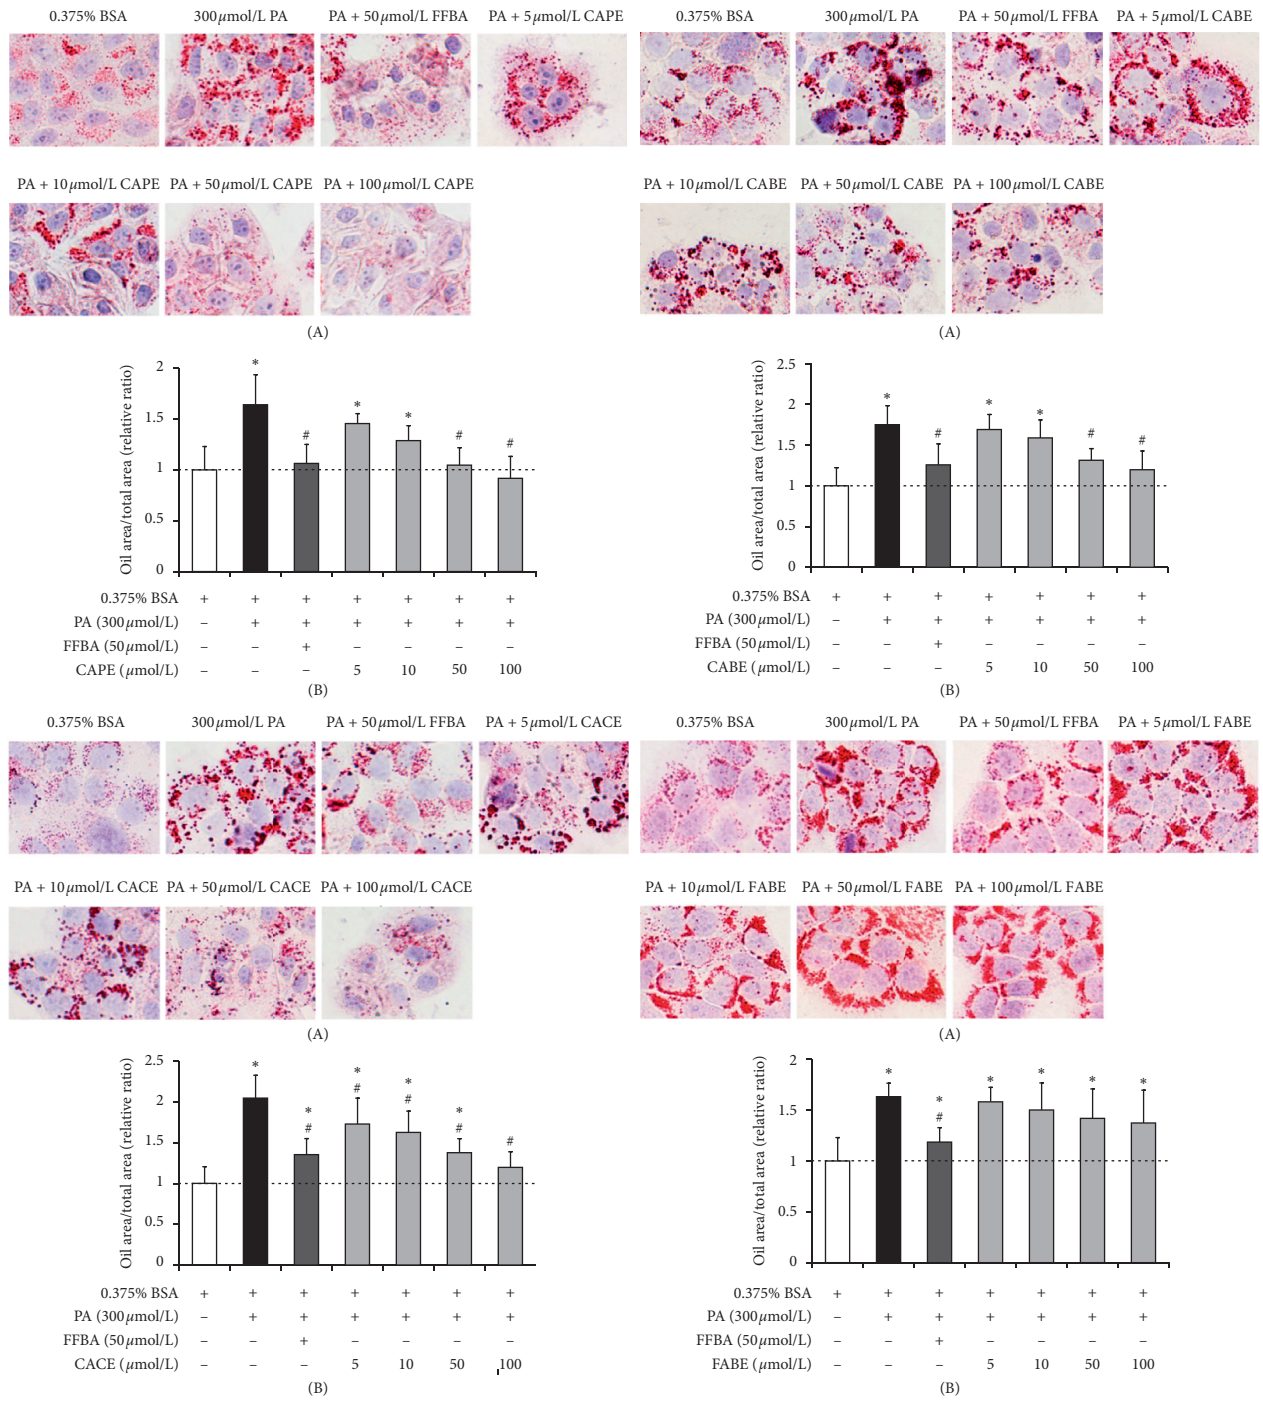 0.375% BSA
300 μmol/L PA
PA + 50 μmol/L FFBA
PA + 5 μmol/L CAPE
PA + 10 μmol/L CAPE
PA + 50 μmol/L CAPE
PA + 100 μmol/L CAPE
(A)
Oil area/total area (relative ratio)
2
1.5
1
0.5
0
*
#
*
*
#
#
0.375% BSA + + + + + + +
PA (300 μmol/L) – + + + + + +
FFBA (50 μmol/L) – – + – – – –
CAPE (μmol/L) – – – 5 10 50 100
(B)
0.375% BSA
300 μmol/L PA
PA + 50 μmol/L FFBA
PA + 5 μmol/L CABE
PA + 10 μmol/L CABE
PA + 50 μmol/L CABE
PA + 100 μmol/L CABE
(A)
Oil area/total area (relative ratio)
2.5
2
1.5
1
0.5
0
*
#
*
*
#
#
0.375% BSA + + + + + + +
PA (300 μmol/L) – + + + + + +
FFBA (50 μmol/L) – – + – – – –
CABE (μmol/L) – – – 5 10 50 100
(B)
0.375% BSA
300 μmol/L PA
PA + 50 μmol/L FFBA
PA + 5 μmol/L CACE
PA + 10 μmol/L CACE
PA + 50 μmol/L CACE
PA + 100 μmol/L CACE
(A)
Oil area/total area (relative ratio)
2.5
2
1.5
1
0.5
0
*
*
#
*
#
*
#
*
#
#
0.375% BSA + + + + + + +
PA (300 μmol/L) – + + + + + +
FFBA (50 μmol/L) – – + – – – –
CACE (μmol/L) – – – 5 10 50 100
(B)
0.375% BSA
300 μmol/L PA
PA + 50 μmol/L FFBA
PA + 5 μmol/L FABE
PA + 10 μmol/L FABE
PA + 50 μmol/L FABE
PA + 100 μmol/L FABE
(A)
Oil area/total area (relative ratio)
2
1.5
1
0.5
0
*
*
#
*
*
*
*
0.375% BSA + + + + + + +
PA (300 μmol/L) – + + + + + +
FFBA (50 μmol/L) – – + – – – –
FABE (μmol/L) – – – 5 10 50 100
(B)